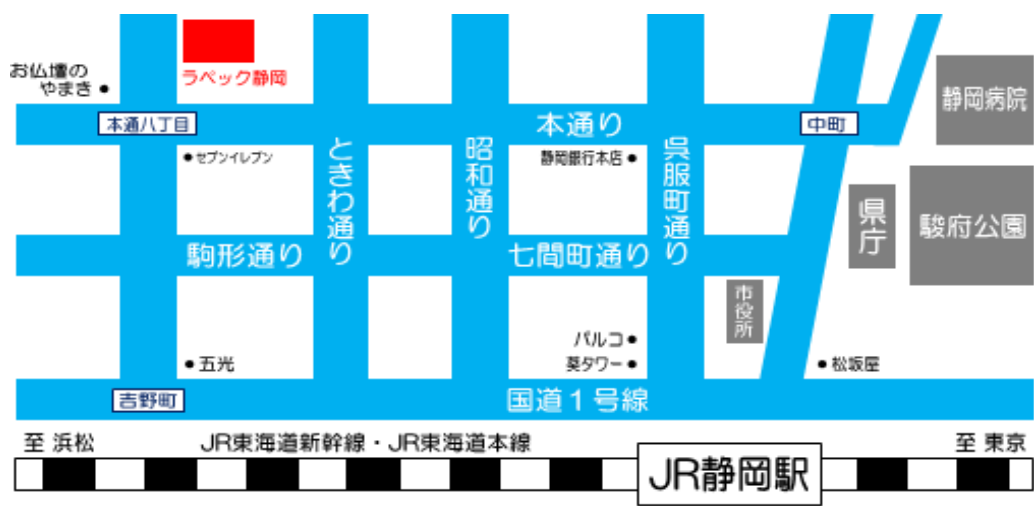 お仏壇の
やまき
ラペック静岡
静岡病院
本通八丁目
本通り
中町
セブンイレブン
ときわ通り
昭和通り
静岡銀行本店
呉服町通り
県庁
駿府公園
駒形通り
七間町通り
市役所
パルコ
五光
葵タワー
松坂屋
吉野町
国道1号線
至 浜松
JR東海道新幹線・JR東海道本線
至 東京
JR静岡駅